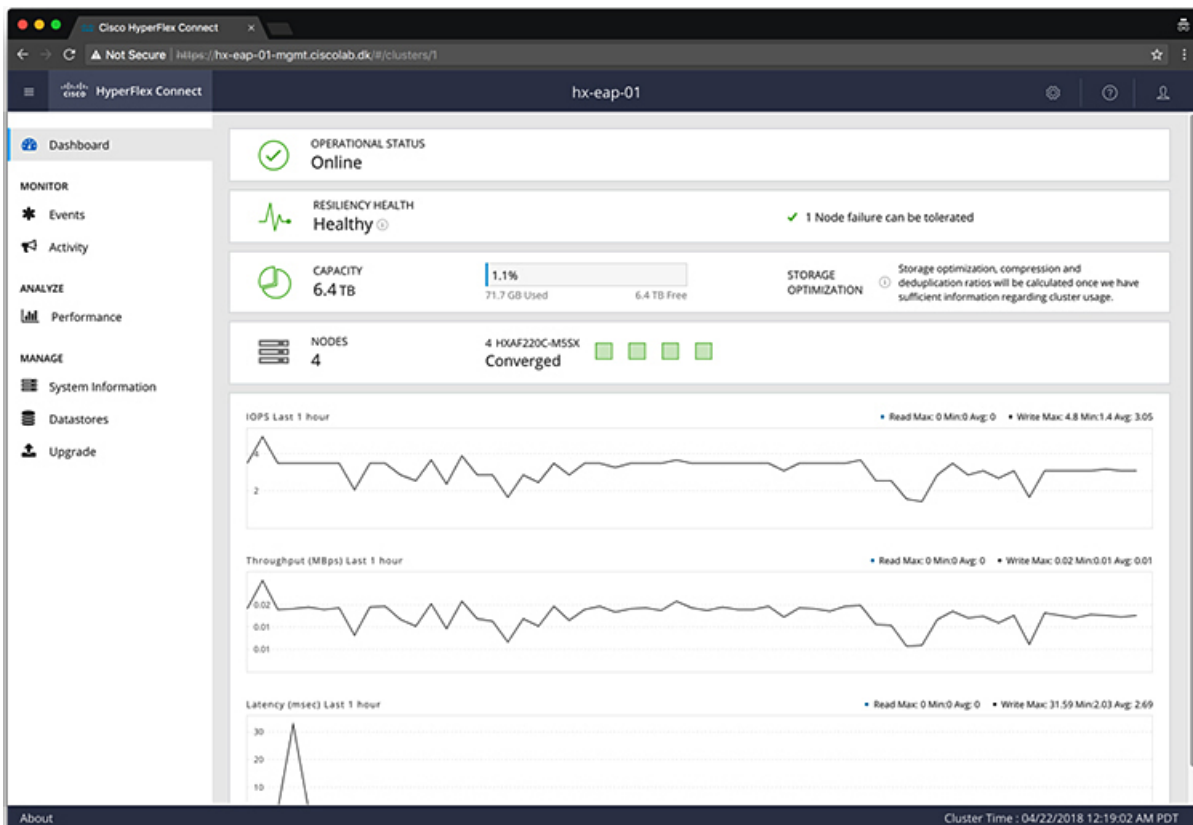 Cisco HyperFlex Connect
Not Secure | https://hx-eap-01-mgmt.ciscolab.dk/#/clusters/1
CISCO HyperFlex Connect
hx-eap-01
Dashboard
MONITOR
Events
Activity
ANALYZE
Performance
MANAGE
System Information
Datastores
Upgrade
OPERATIONAL STATUS
Online
RESILIENCY HEALTH
Healthy
1 Node failure can be tolerated
CAPACITY
6.4 TB
1.1%
71.7 GB Used 6.4 TB Free
STORAGE
OPTIMIZATION
Storage optimization, compression and
deduplication ratios will be calculated once we have
sufficient information regarding cluster usage.
NODES
4
4 HXAF220C-M5SX
Converged
IOPS Last 1 hour
• Read Max: 0 Min:0 Avg: 0 • Write Max: 4.8 Min:1.4 Avg: 3.05
4
2
Throughput (MBps) Last 1 hour
• Read Max: 0 Min:0 Avg: 0 • Write Max: 0.02 Min:0.01 Avg: 0.01
0.02
0.01
0.01
Latency (msec) Last 1 hour
• Read Max: 0 Min:0 Avg: 0 • Write Max: 31.59 Min:2.03 Avg: 2.69
30
20
10
About
Cluster Time : 04/22/2018 12:19:02 AM PDT